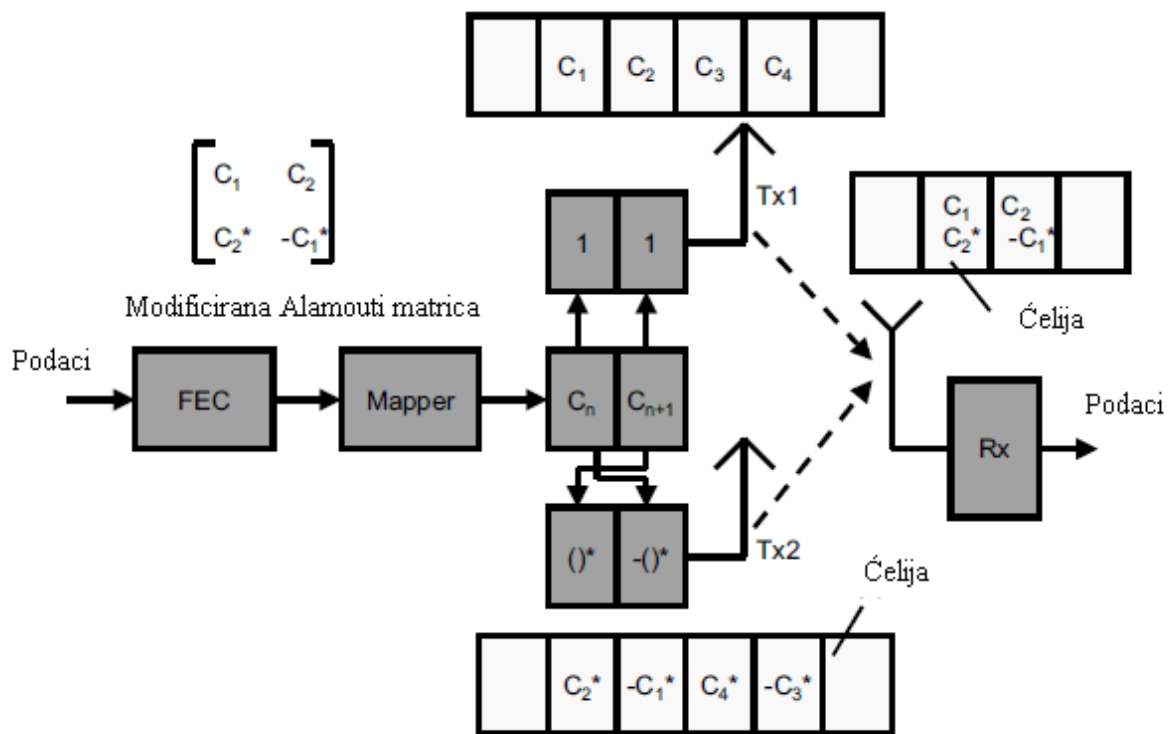 C₁ C₂ C₃ C₄
C₁ C₂
C₂* -C₁*
Modificirana Alamouti matrica
Tx1
1 1
C₁ C₂
C₂* -C₁*
Ćelija
Podaci
FEC
Mapper
Cₙ Cₙ₊₁
Rx
Podaci
()* -()*
Tx2
Ćelija
C₂* -C₁* C₄* -C₃*